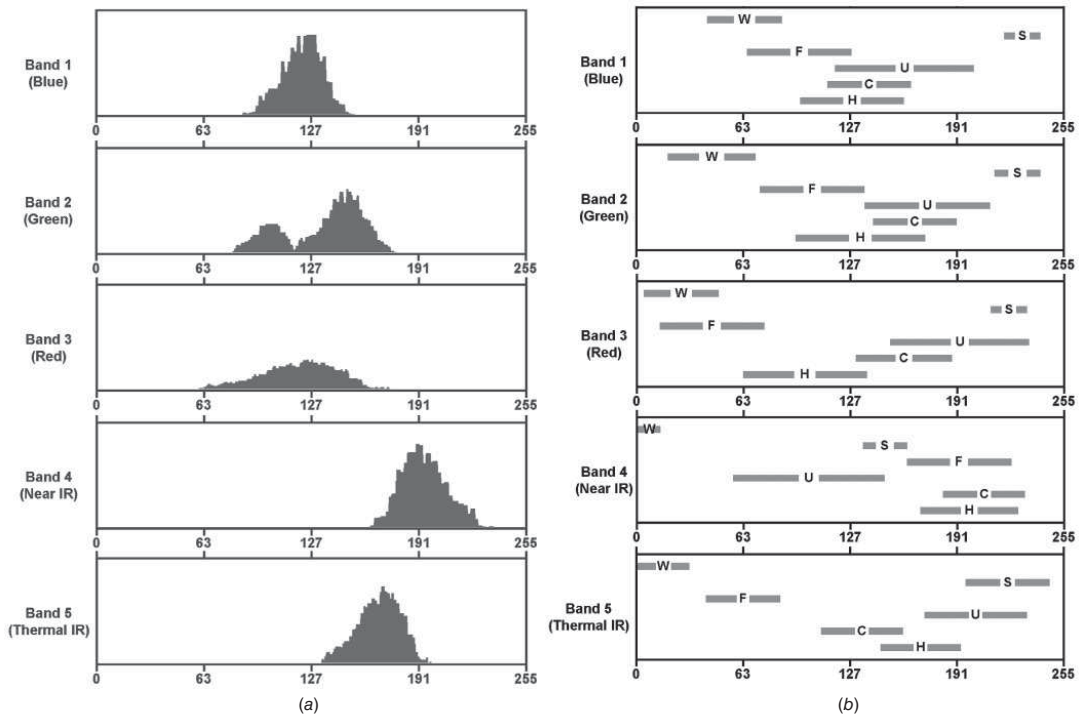 Band 1
(Blue)
0 63 127 191 255
Band 2
(Green)
0 63 127 191 255
Band 3
(Red)
0 63 127 191 255
Band 4
(Near IR)
0 63 127 191 255
Band 5
(Thermal IR)
0 63 127 191 255
(a)
Band 1
(Blue)
W
S
F
U
C
H
0 63 127 191 255
Band 2
(Green)
W
S
F
U
C
H
0 63 127 191 255
Band 3
(Red)
W
S
F
U
C
H
0 63 127 191 255
Band 4
(Near IR)
W
S
F
U
C
H
0 63 127 191 255
Band 5
(Thermal IR)
W
S
F
U
C
H
0 63 127 191 255
(b)